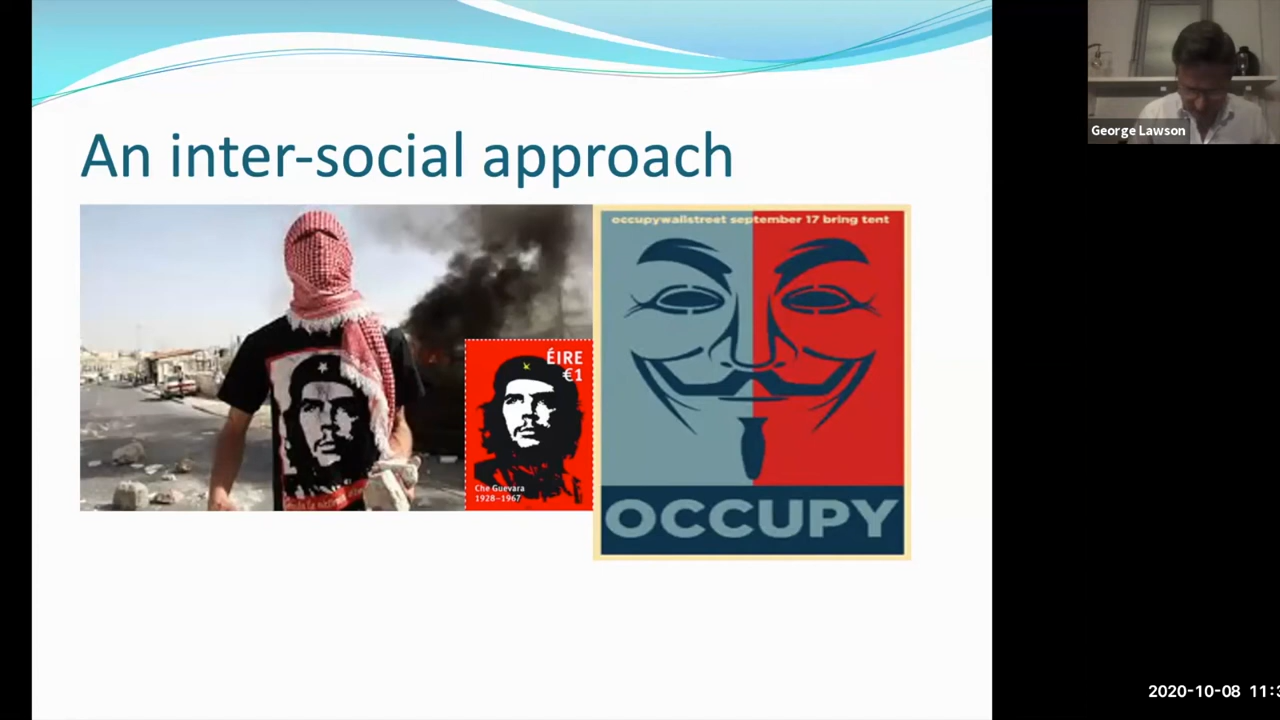 An inter-social approach
ÉIRE
€1
Che Guevara
1928–1967
occupywallstreet september 17 bring tent
OCCUPY
George Lawson
2020-10-08 11:3